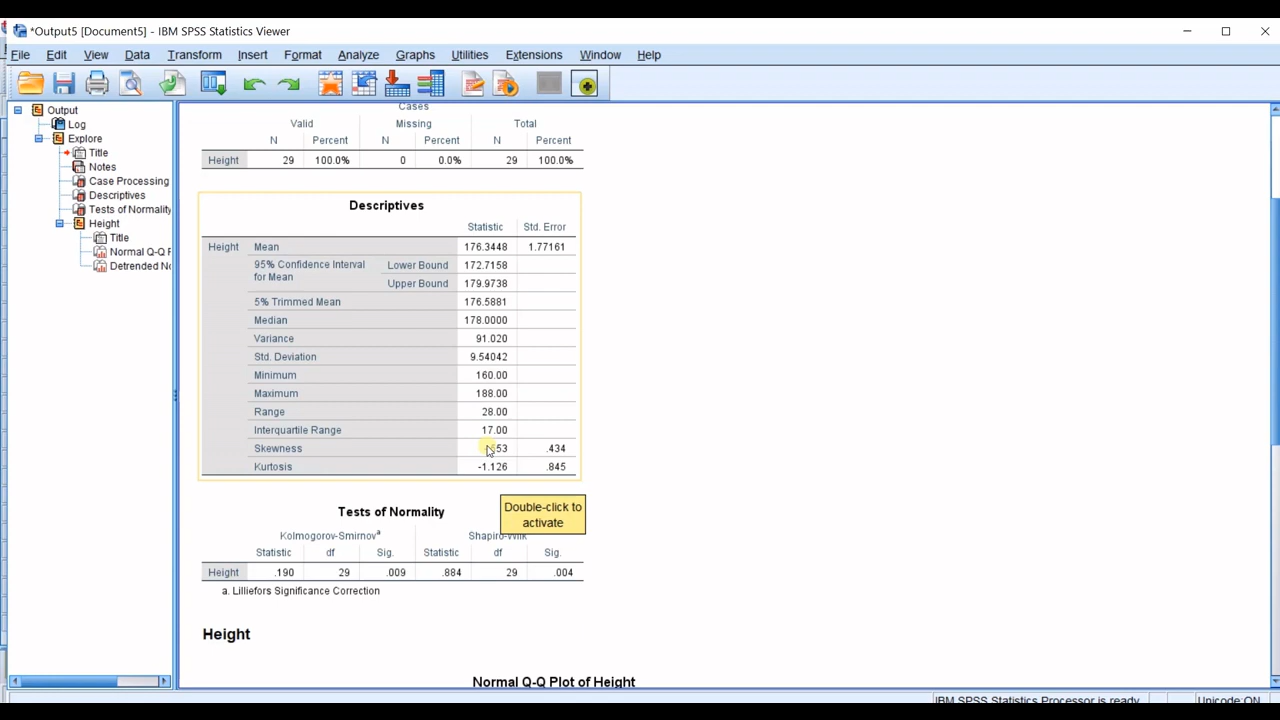 *Output5 [Document5] - IBM SPSS Statistics Viewer
File Edit View Data Transform Insert Format Analyze Graphs Utilities Extensions Window Help
Output
Log
Explore
Title
Notes
Case Processing
Descriptives
Tests of Normality
Height
Title
Normal Q-Q
Detrended
Cases
Valid Missing Total
N Percent N Percent N Percent
Height 29 100.0% 0 0.0% 29 100.0%
Descriptives
Statistic Std. Error
Height Mean 176.3448 1.77161
95% Confidence Interval for Mean Lower Bound 172.7158
Upper Bound 179.9738
5% Trimmed Mean 176.5881
Median 178.0000
Variance 91.020
Std. Deviation 9.54042
Minimum 160.00
Maximum 188.00
Range 28.00
Interquartile Range 17.00
Skewness .434
Kurtosis -1.126 .845
Double-click to
activate
Tests of Normality
Kolmogorov-Smirnovª Shapiro-Wilk
Statistic df Sig. Statistic df Sig.
Height .190 29 .009 .884 29 .004
a. Lilliefors Significance Correction
Height
Normal Q-Q Plot of Height
IBM SPSS Statistics Processor is ready Unicode:ON